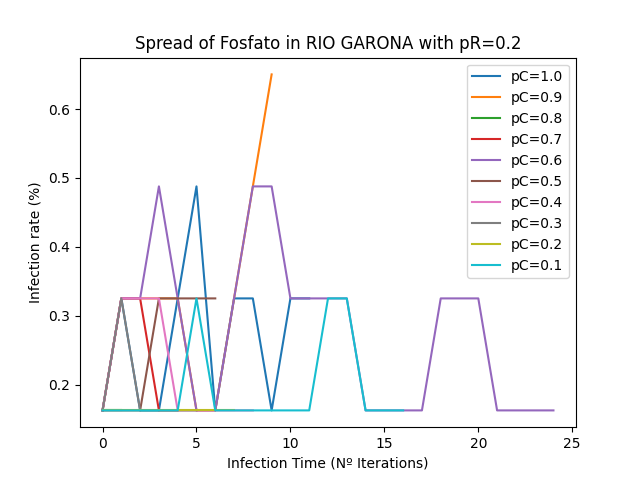 Spread of Fosfato in RIO GARONA with pR=0.2
Infection rate (%)
0.6
0.5
0.4
0.3
0.2
pC=1.0
pC=0.9
pC=0.8
pC=0.7
pC=0.6
pC=0.5
pC=0.4
pC=0.3
pC=0.2
pC=0.1
0 5 10 15 20 25
Infection Time (Nº Iterations)